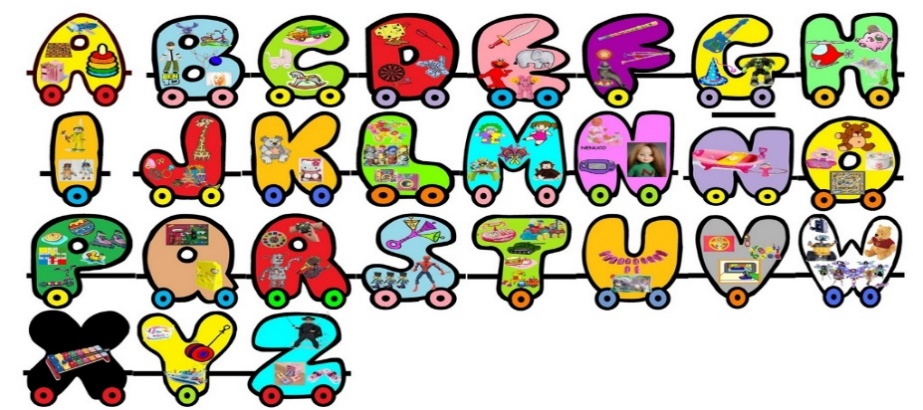 A B C D E F G H
I J K L M N Ñ O
NENUCO
P Q R S T U V W
X Y Z